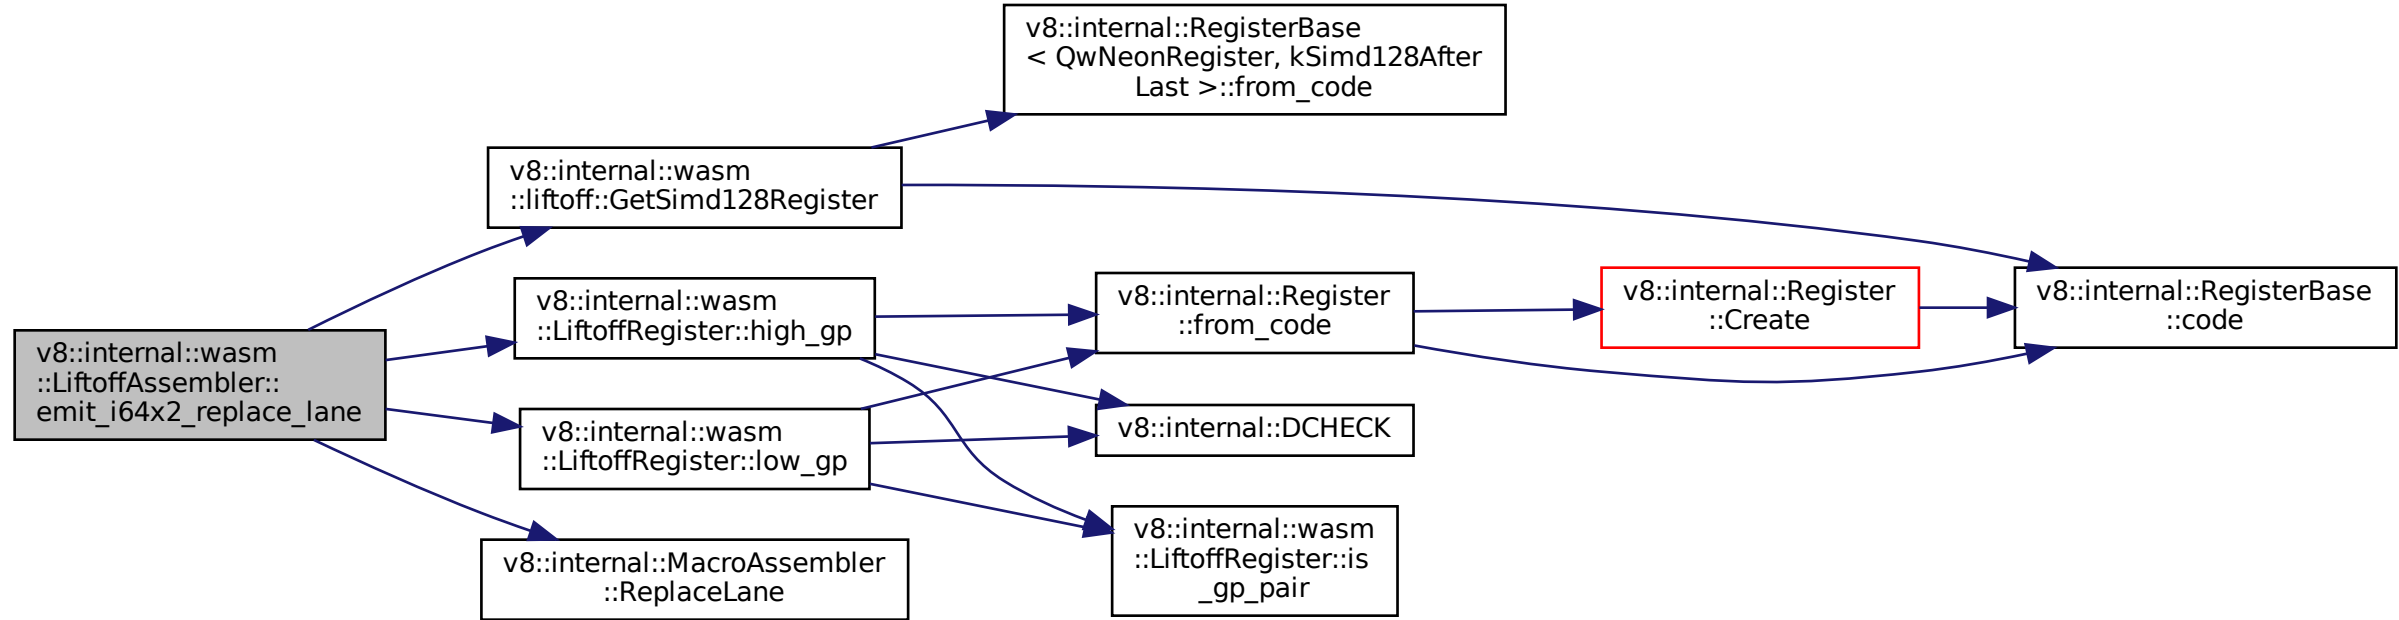 v8::internal::RegisterBase
< QwNeonRegister, kSimd128After
Last >::from_code
v8::internal::wasm
::liftoff::GetSimd128Register
v8::internal::wasm
::LiftoffRegister::high_gp
v8::internal::Register
::from_code
v8::internal::Register
::Create
v8::internal::RegisterBase
::code
v8::internal::wasm
::LiftoffAssembler::
emit_i64x2_replace_lane
v8::internal::wasm
::LiftoffRegister::low_gp
v8::internal::DCHECK
v8::internal::wasm
::LiftoffRegister::is
_gp_pair
v8::internal::MacroAssembler
::ReplaceLane